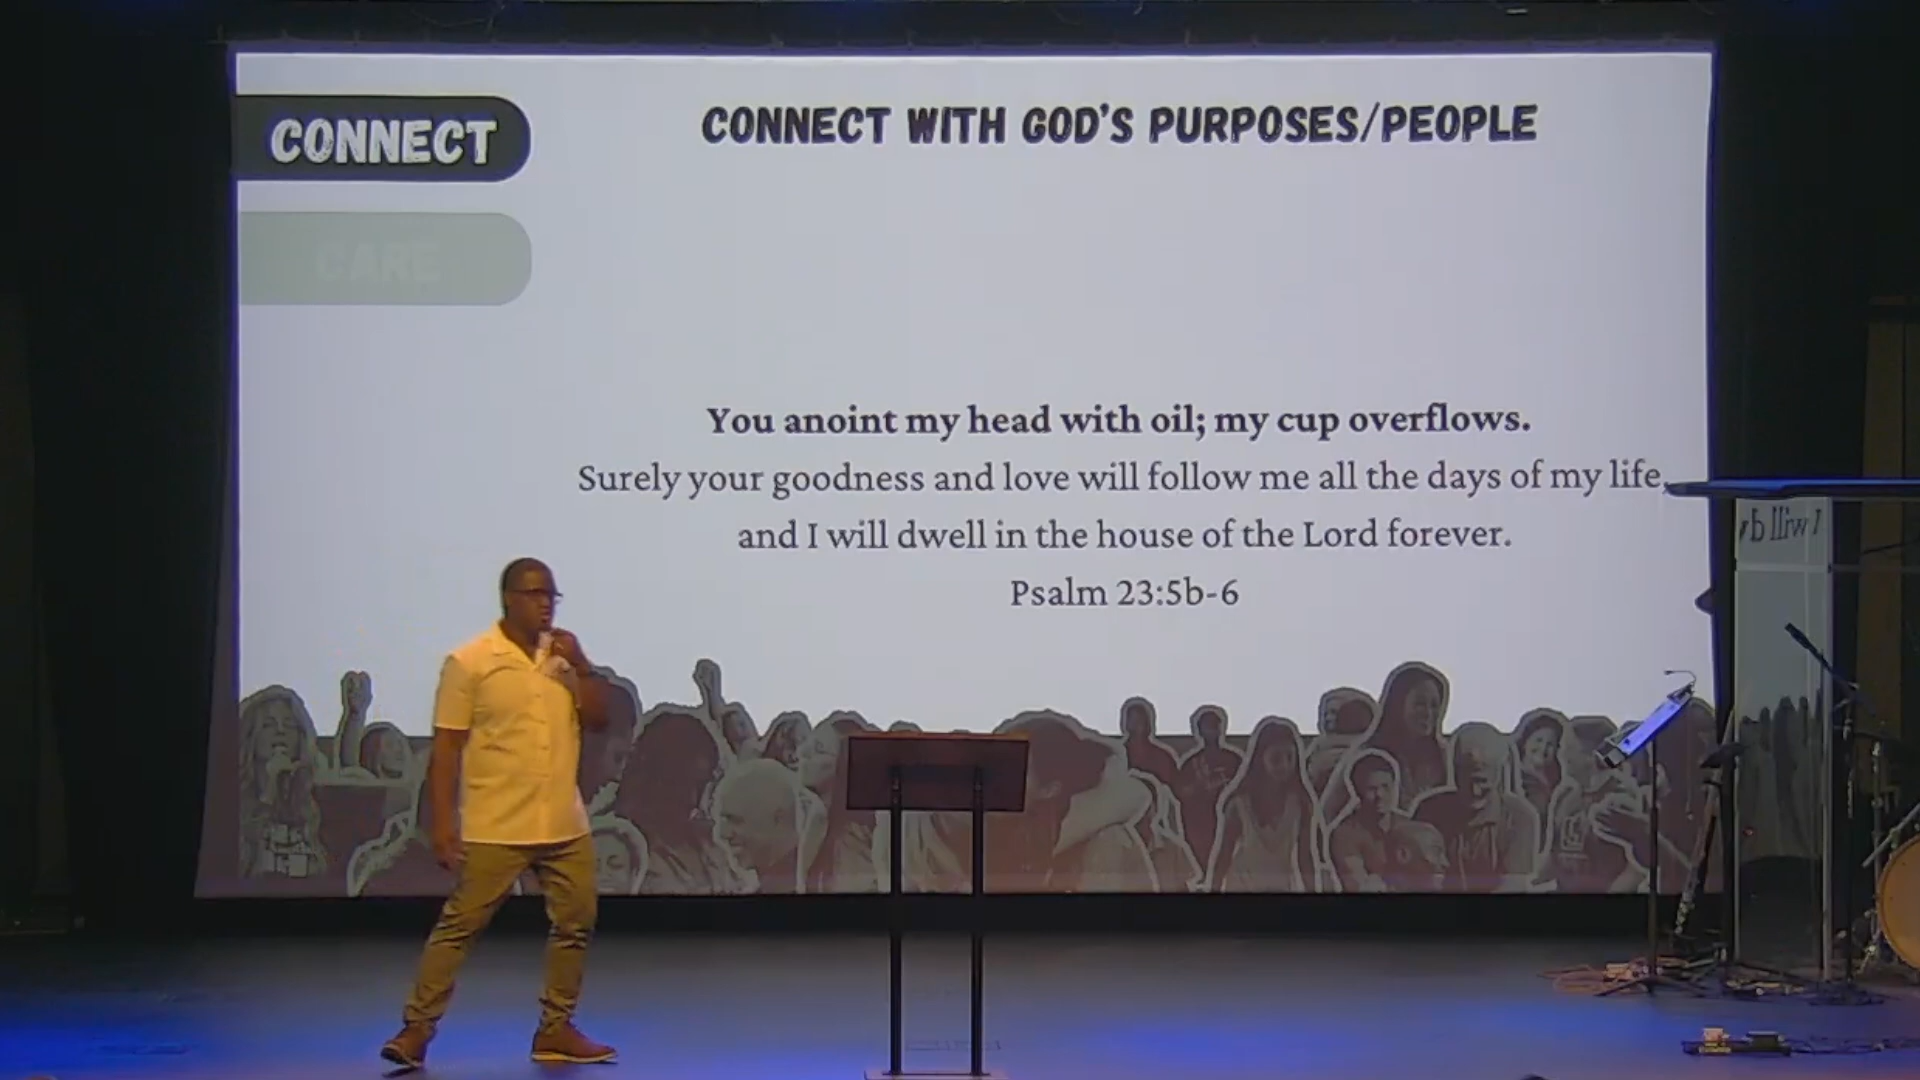 CONNECT
CONNECT WITH GOD'S PURPOSES/PEOPLE
CARE
You anoint my head with oil; my cup overflows.
Surely your goodness and love will follow me all the days of my life,
and I will dwell in the house of the Lord forever.
Psalm 23:5b-6